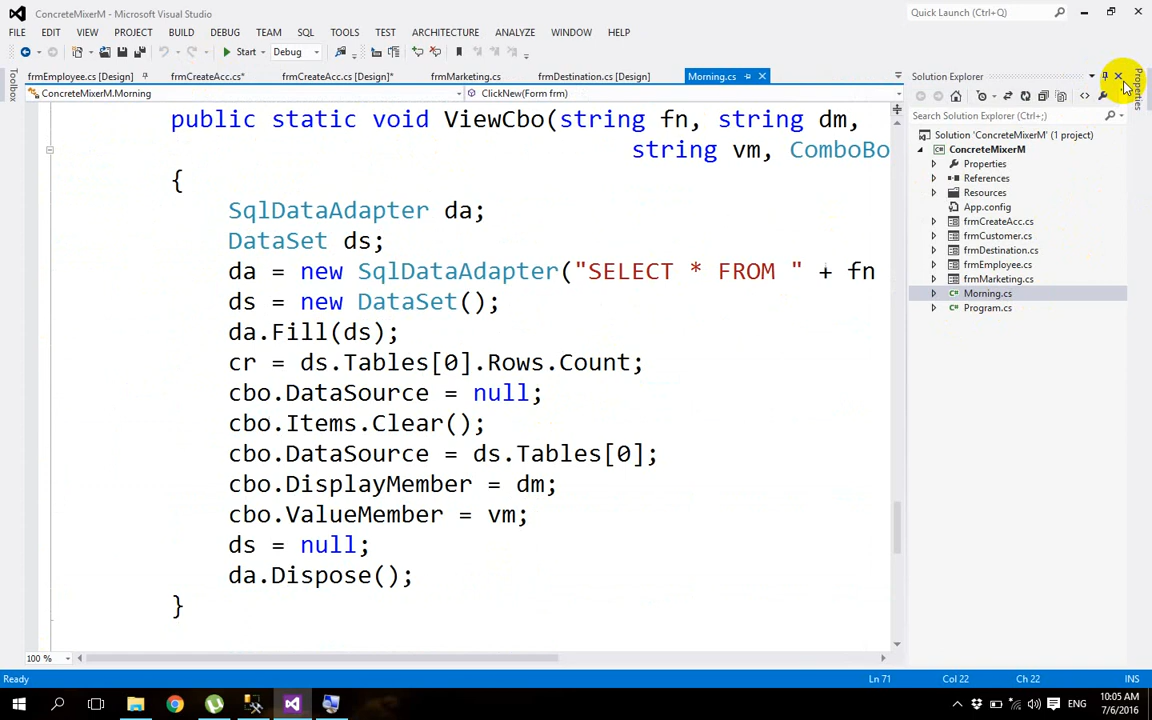 ConcreteMixerM - Microsoft Visual Studio
Quick Launch (Ctrl+Q)
FILE EDIT VIEW PROJECT BUILD DEBUG TEAM SQL TOOLS TEST ARCHITECTURE ANALYZE WINDOW HELP
Start Debug
Toolbox
frmEmployee.cs [Design] frmCreateAcc.cs* frmCreateAcc.cs [Design]* frmMarketing.cs frmDestination.cs [Design] Morning.cs
ConcreteMixerM.Morning ClickNew(Form frm)
public static void ViewCbo(string fn, string dm,
string vm, ComboBo
{
SqlDataAdapter da;
DataSet ds;
da = new SqlDataAdapter("SELECT * FROM " + fn
ds = new DataSet();
da.Fill(ds);
cr = ds.Tables[0].Rows.Count;
cbo.DataSource = null;
cbo.Items.Clear();
cbo.DataSource = ds.Tables[0];
cbo.DisplayMember = dm;
cbo.ValueMember = vm;
ds = null;
da.Dispose();
}
100 %
Solution Explorer
Search Solution Explorer (Ctrl+;)
Solution 'ConcreteMixerM' (1 project)
ConcreteMixerM
Properties
References
Resources
App.config
frmCreateAcc.cs
frmCustomer.cs
frmDestination.cs
frmEmployee.cs
frmMarketing.cs
Morning.cs
Program.cs
Properties
Ready Ln 71 Col 22 Ch 22 INS
ENG
10:05 AM
7/6/2016